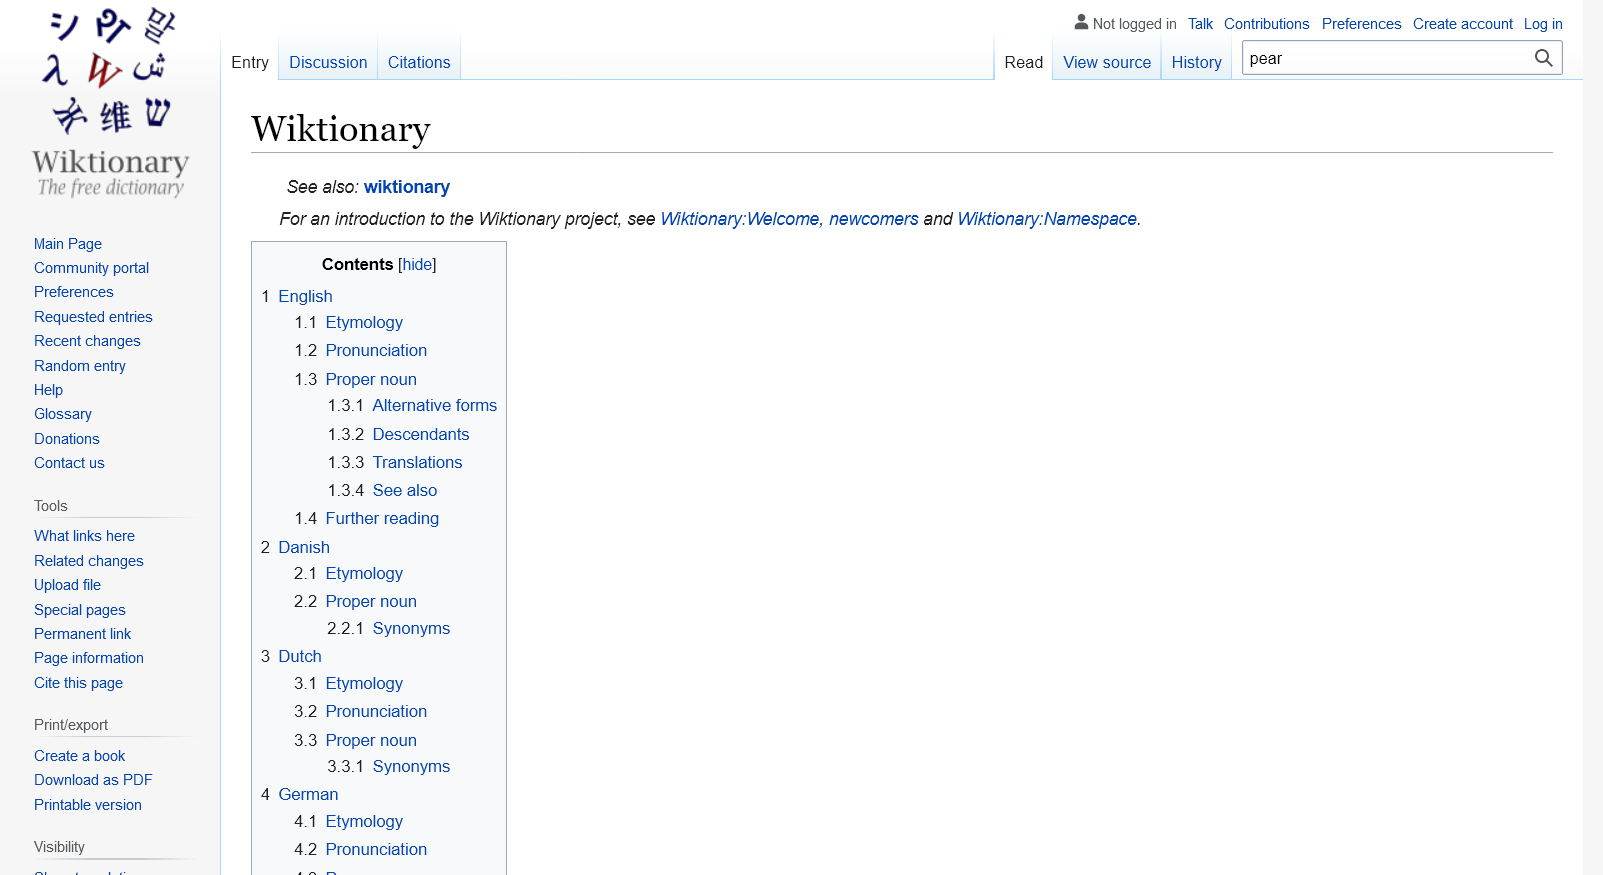 Not logged in Talk Contributions Preferences Create account Log in
Entry Discussion Citations Read View source History pear
Wiktionary
The free dictionary
Main Page
Community portal
Preferences
Requested entries
Recent changes
Random entry
Help
Glossary
Donations
Contact us
Tools
What links here
Related changes
Upload file
Special pages
Permanent link
Page information
Cite this page
Print/export
Create a book
Download as PDF
Printable version
Visibility
Wiktionary
See also: wiktionary
For an introduction to the Wiktionary project, see Wiktionary:Welcome, newcomers and Wiktionary:Namespace.
Contents [hide]
1 English
1.1 Etymology
1.2 Pronunciation
1.3 Proper noun
1.3.1 Alternative forms
1.3.2 Descendants
1.3.3 Translations
1.3.4 See also
1.4 Further reading
2 Danish
2.1 Etymology
2.2 Proper noun
2.2.1 Synonyms
3 Dutch
3.1 Etymology
3.2 Pronunciation
3.3 Proper noun
3.3.1 Synonyms
4 German
4.1 Etymology
4.2 Pronunciation